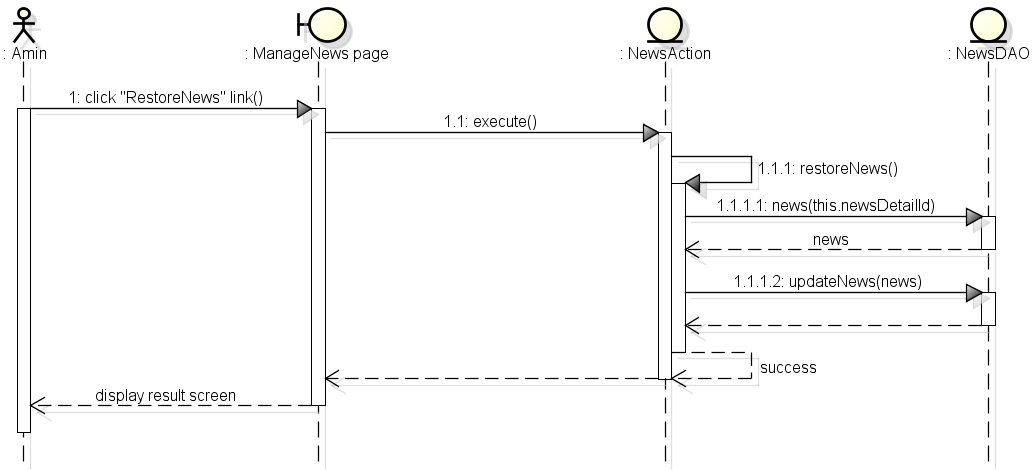 : Amin
: ManageNews page
: NewsAction
: NewsDAO
1: click "RestoreNews" link()
1.1: execute()
1.1.1: restoreNews()
1.1.1.1: news(this.newsDetailId)
news
1.1.1.2: updateNews(news)
success
display result screen